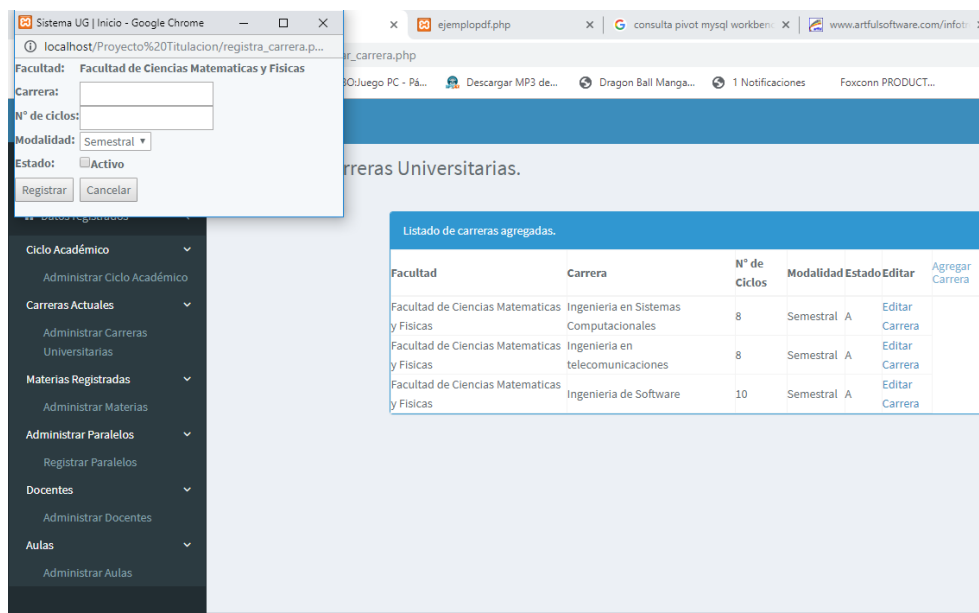 Sistema UG | Inicio - Google Chrome
localhost/Proyecto%20Titulacion/registra_carrera.p...
Facultad: Facultad de Ciencias Matematicas y Fisicas
Carrera:
N° de ciclos:
Modalidad: Semestral
Estado: Activo
Registrar Cancelar
ejemplopdf.php
consulta pivot mysql workben
www.artfulsoftware.com/infot
r_carrera.php
BO:Juego PC - Pá... Descargar MP3 de... Dragon Ball Manga... 1 Notificaciones Foxconn PRODUCT...
rreras Universitarias.
Datos registrados
Ciclo Académico
Administrar Ciclo Académico
Carreras Actuales
Administrar Carreras
Universitarias
Materias Registradas
Administrar Materias
Administrar Paralelos
Registrar Paralelos
Docentes
Administrar Docentes
Aulas
Administrar Aulas
Listado de carreras agregadas.
Facultad Carrera N° de Ciclos Modalidad Estado Editar Agregar Carrera
Facultad de Ciencias Matematicas y Fisicas Ingenieria en Sistemas Computacionales 8 Semestral A Editar Carrera
Facultad de Ciencias Matematicas y Fisicas Ingenieria en telecomunicaciones 8 Semestral A Editar Carrera
Facultad de Ciencias Matematicas y Fisicas Ingenieria de Software 10 Semestral A Editar Carrera